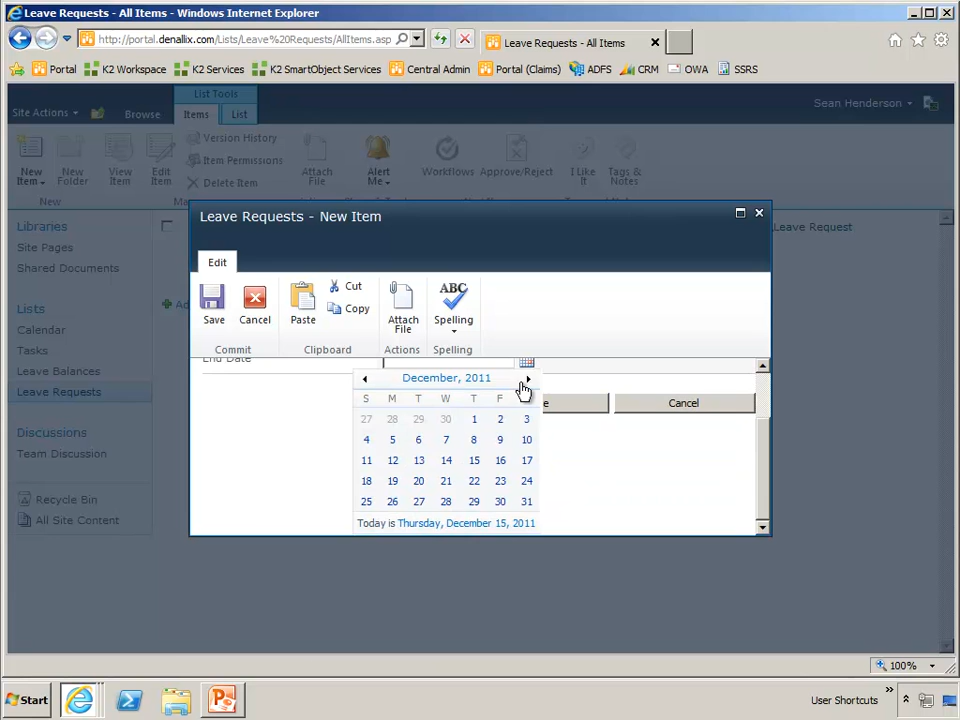 Leave Requests - All Items - Windows Internet Explorer
http://portal.denallix.com/Lists/Leave%20Requests/AllItems.asp
Leave Requests - All Items
Portal K2 Workspace K2 Services K2 SmartObject Services Central Admin Portal (Claims) ADFS CRM OWA SSRS
List Tools
Site Actions Browse Items List Sean Henderson
New Item New Folder View Item Edit Item Version History Item Permissions Delete Item Attach File Alert Me Workflows Approve/Reject I Like It Tags & Notes
New
Libraries
Site Pages
Shared Documents
Lists
Calendar
Tasks
Leave Balances
Leave Requests
Discussions
Team Discussion
Recycle Bin
All Site Content
Leave Request
Leave Requests - New Item
Edit
Save Cancel Paste Cut Copy Attach File ABC Spelling
Commit Clipboard Actions Spelling
End Date
December, 2011
S M T W T F
27 28 29 30 1 2 3
4 5 6 7 8 9 10
11 12 13 14 15 16 17
18 19 20 21 22 23 24
25 26 27 28 29 30 31
Today is Thursday, December 15, 2011
Cancel
100%
Start User Shortcuts